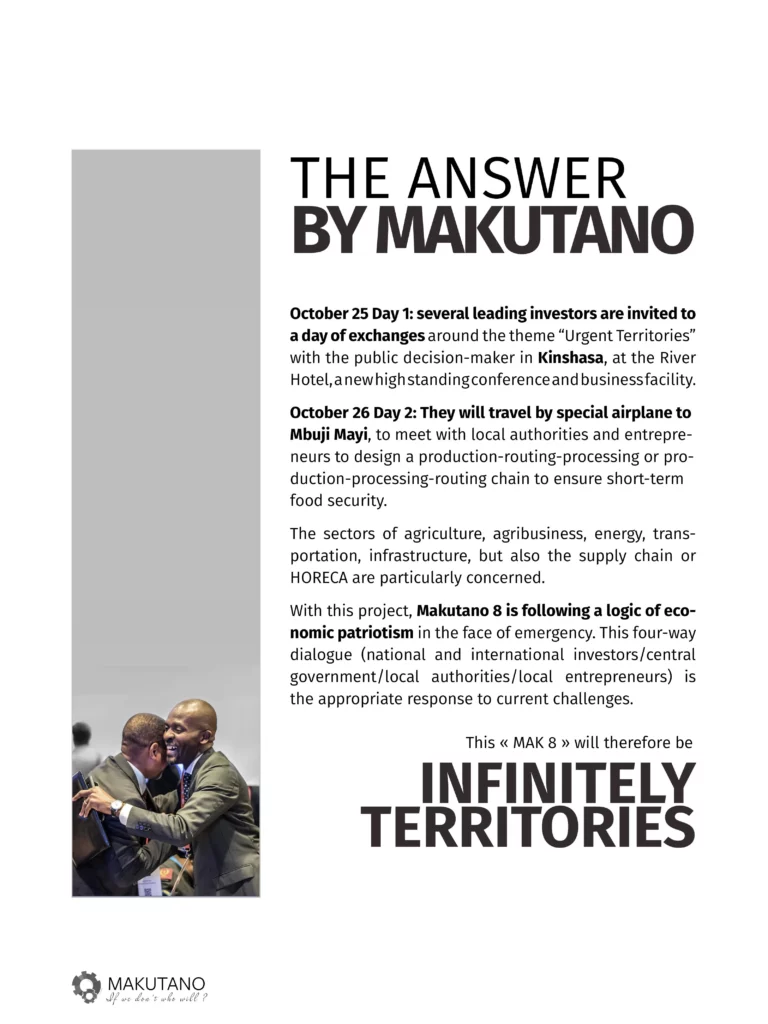 THE ANSWER
BY MAKUTANO
October 25 Day 1: several leading investors are invited to
a day of exchanges around the theme “Urgent Territories”
with the public decision-maker in Kinshasa, at the River
Hotel, a new high standing conference and business facility.
October 26 Day 2: They will travel by special airplane to
Mbuji Mayi, to meet with local authorities and entrepre-
neurs to design a production-routing-processing or pro-
duction-processing-routing chain to ensure short-term
food security.
The sectors of agriculture, agribusiness, energy, trans-
portation, infrastructure, but also the supply chain or
HORECA are particularly concerned.
With this project, Makutano 8 is following a logic of eco-
nomic patriotism in the face of emergency. This four-way
dialogue (national and international investors/central
government/local authorities/local entrepreneurs) is
the appropriate response to current challenges.
This « MAK 8 » will therefore be
INFINITELY
TERRITORIES
MAKUTANO
If we don't who will ?